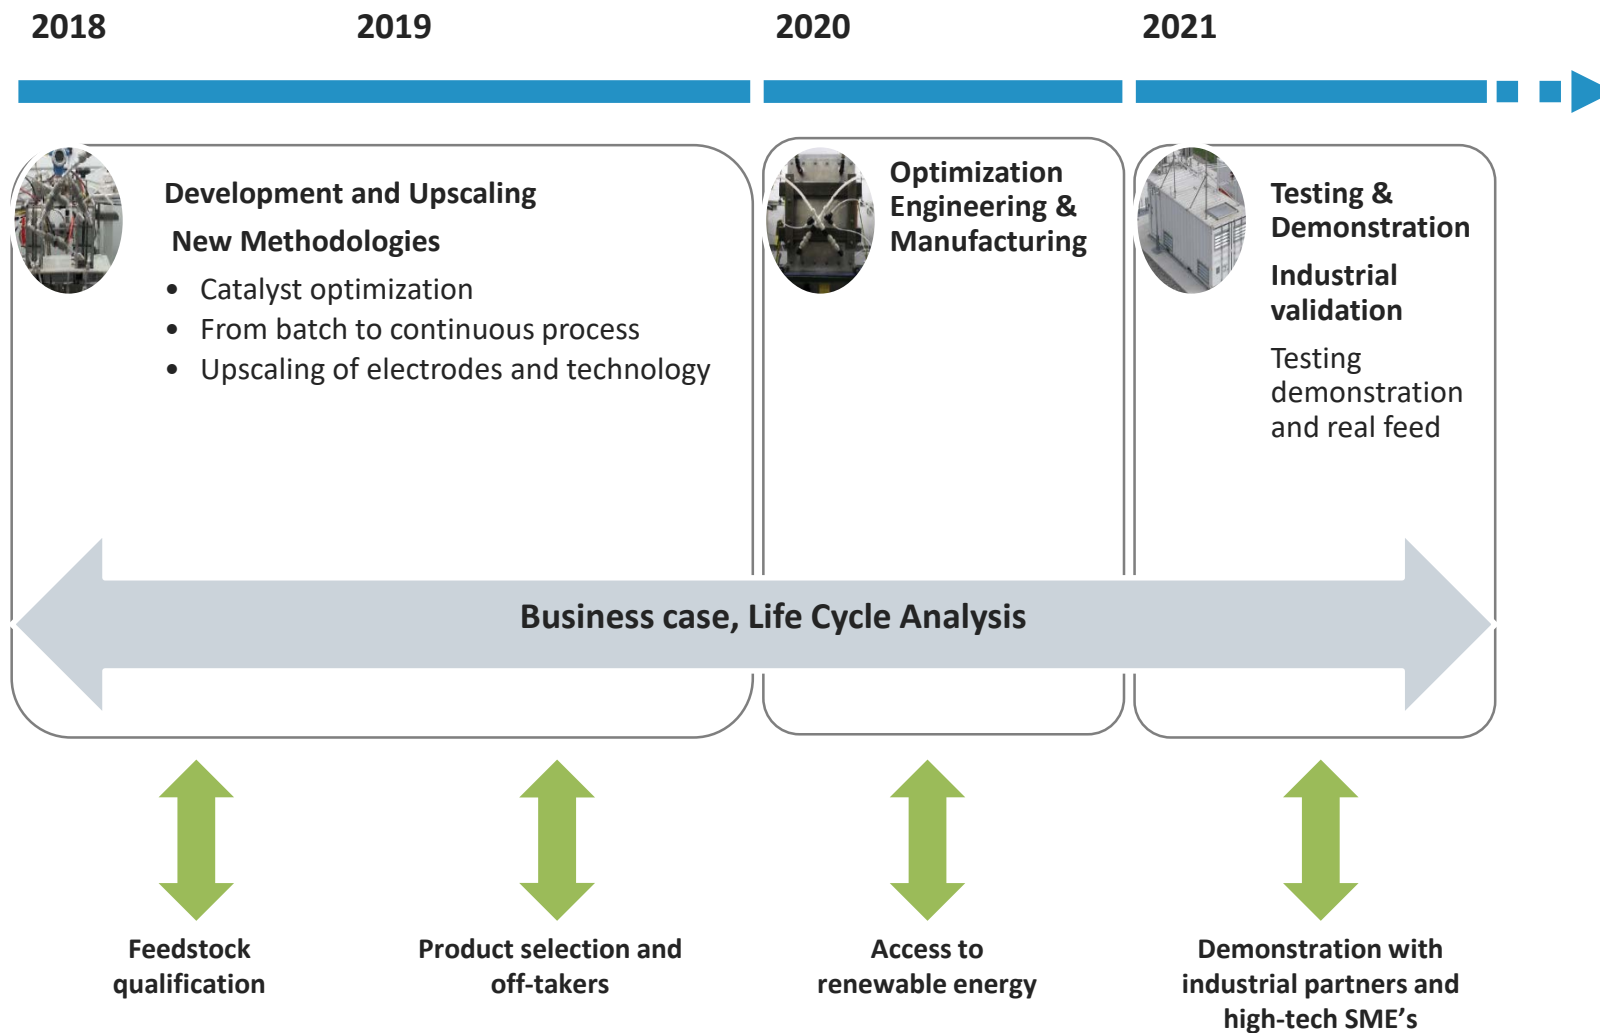 2018 2019 2020 2021
Development and Upscaling
New Methodologies
• Catalyst optimization
• From batch to continuous process
• Upscaling of electrodes and technology
Optimization
Engineering &
Manufacturing
Testing &
Demonstration
Industrial
validation
Testing
demonstration
and real feed
Business case, Life Cycle Analysis
Feedstock
qualification
Product selection and
off-takers
Access to
renewable energy
Demonstration with
industrial partners and
high-tech SME’s